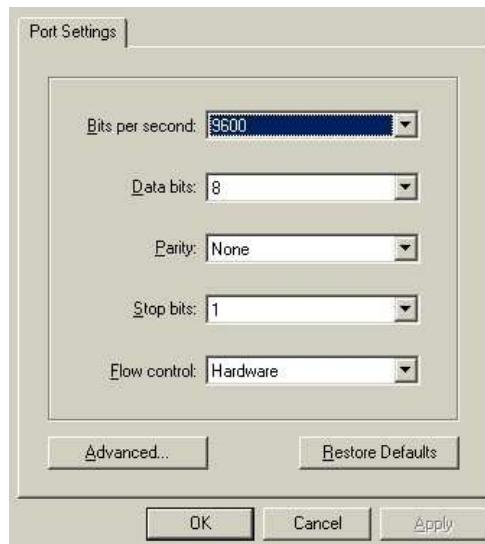 Port Settings
Bits per second: 9600
Data bits: 8
Parity: None
Stop bits: 1
Flow control: Hardware
Advanced... Restore Defaults
OK Cancel Apply